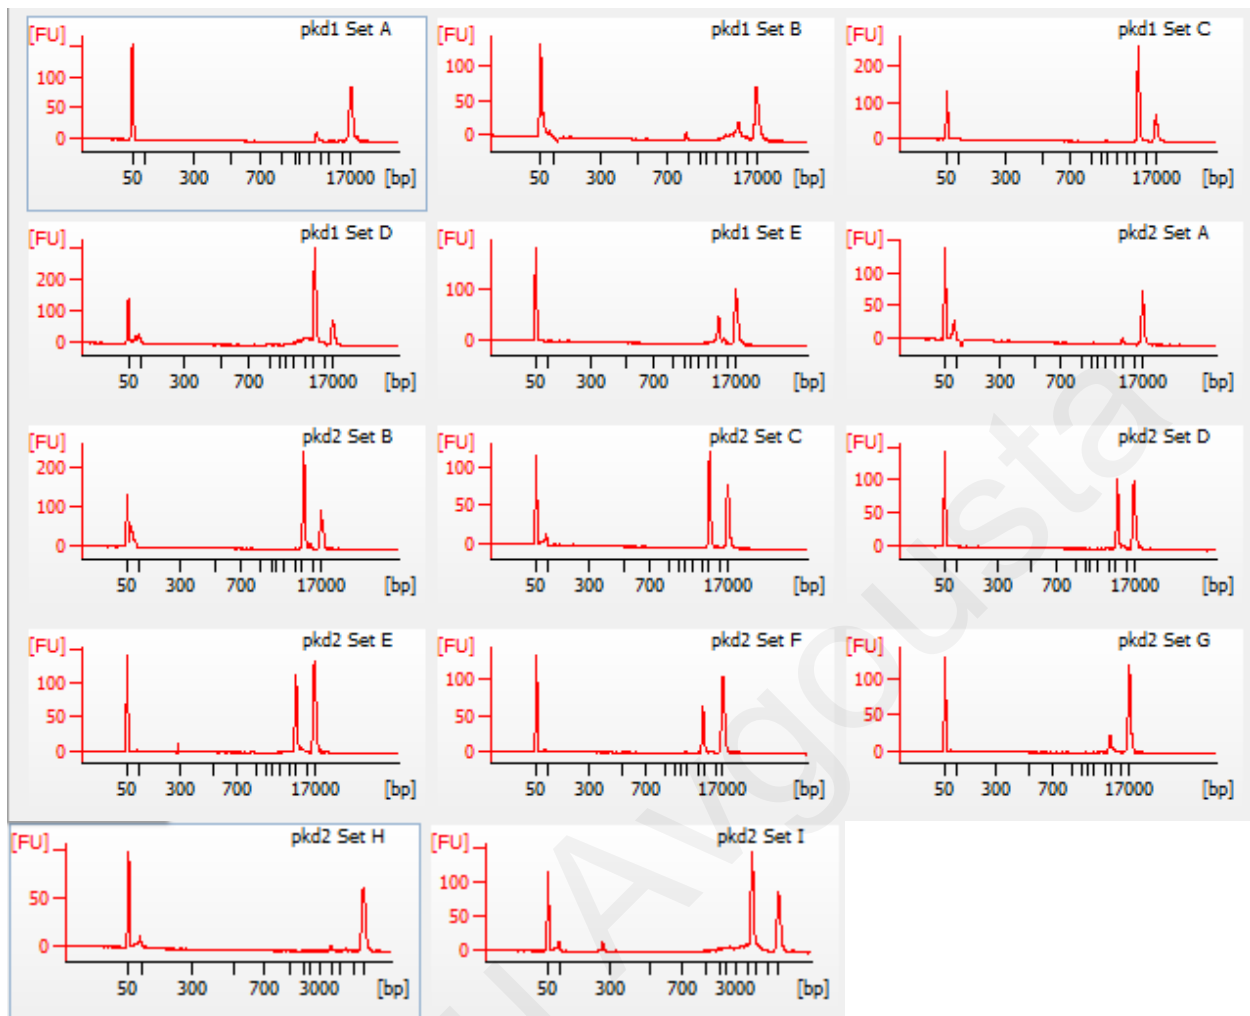 [FU] pkd1 Set A
100
50
0
50 300 700 17000 [bp]
[FU] pkd1 Set B
100
50
0
50 300 700 17000 [bp]
[FU] pkd1 Set C
200
100
0
50 300 700 17000 [bp]
[FU] pkd1 Set D
200
100
0
50 300 700 17000 [bp]
[FU] pkd1 Set E
100
0
50 300 700 17000 [bp]
[FU] pkd2 Set A
100
50
0
50 300 700 17000 [bp]
[FU] pkd2 Set B
200
100
0
50 300 700 17000 [bp]
[FU] pkd2 Set C
100
50
0
50 300 700 17000 [bp]
[FU] pkd2 Set D
100
50
0
50 300 700 17000 [bp]
[FU] pkd2 Set E
100
50
0
50 300 700 17000 [bp]
[FU] pkd2 Set F
100
50
0
50 300 700 17000 [bp]
[FU] pkd2 Set G
100
50
0
50 300 700 17000 [bp]
[FU] pkd2 Set H
50
0
50 300 700 3000 [bp]
[FU] pkd2 Set I
100
50
0
50 300 700 3000 [bp]
Avgousta